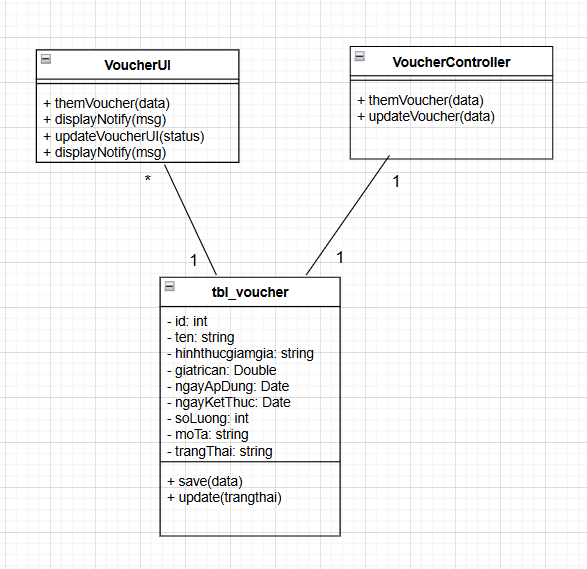 VoucherUI
+ themVoucher(data)
+ displayNotify(msg)
+ updateVoucherUI(status)
+ displayNotify(msg)
VoucherController
+ themVoucher(data)
+ updateVoucher(data)
*
1
1
1
tbl_voucher
- id: int
- ten: string
- hinhthucgiamgia: string
- giatrican: Double
- ngayApDung: Date
- ngayKetThuc: Date
- soLuong: int
- moTa: string
- trangThai: string
+ save(data)
+ update(trangthai)